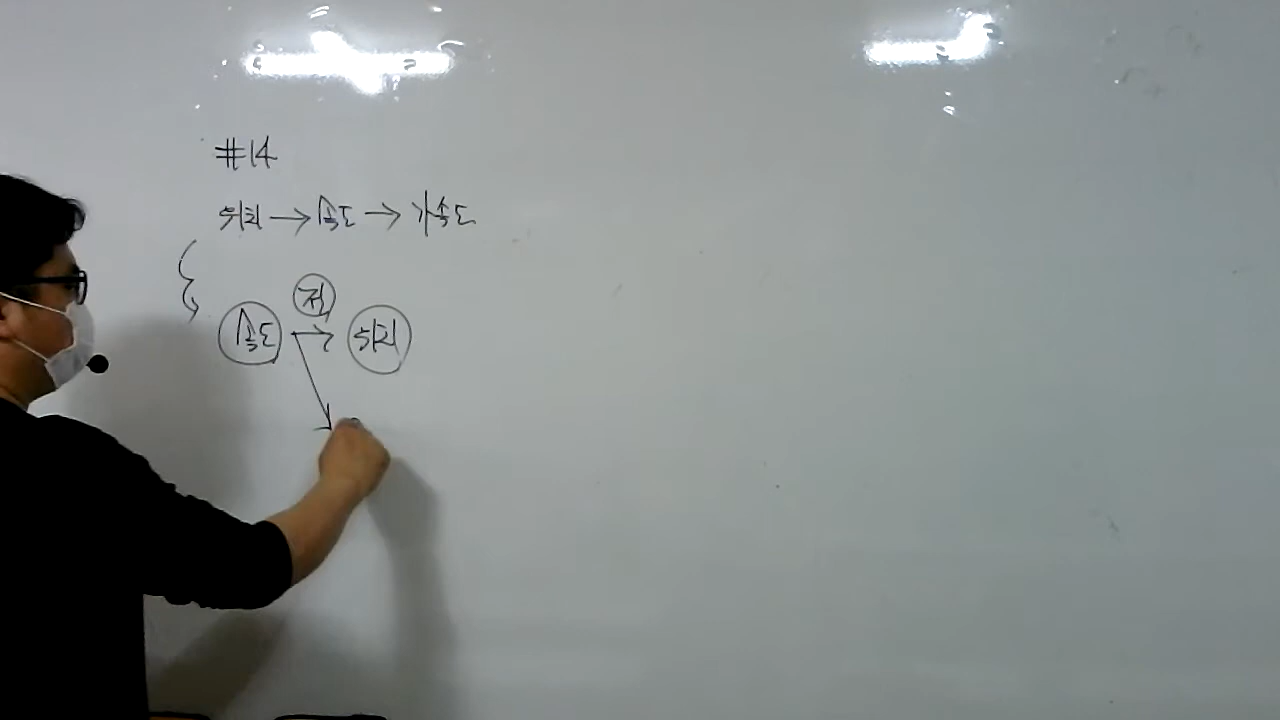 #14
위치 → 속도 → 가속도
적
속도 → 위치